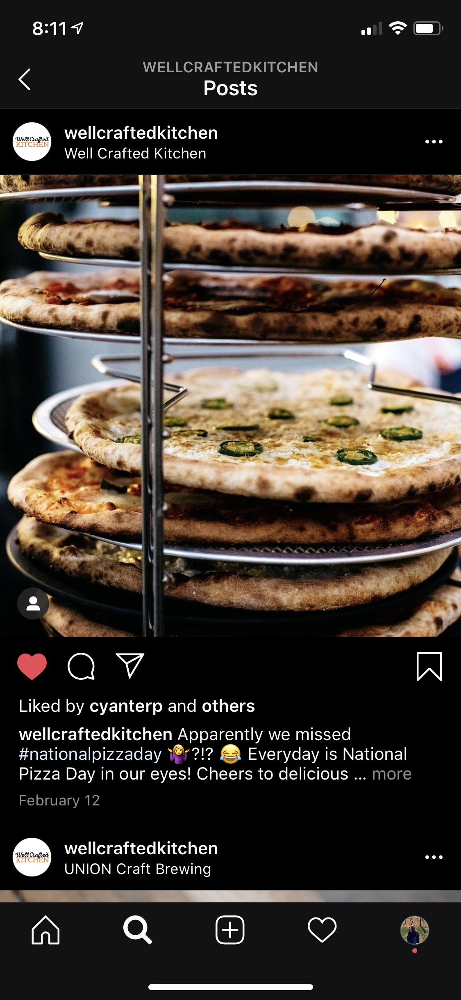 8:11
WELLCRAFTEDKITCHEN
Posts
Well Crafted
KITCHEN
wellcraftedkitchen
Well Crafted Kitchen
Liked by cyanterp and others
wellcraftedkitchen Apparently we missed
#nationalpizzaday 🤷‍♀️?!? 😂 Everyday is National
Pizza Day in our eyes! Cheers to delicious ... more
February 12
Well Crafted
KITCHEN
wellcraftedkitchen
UNION Craft Brewing